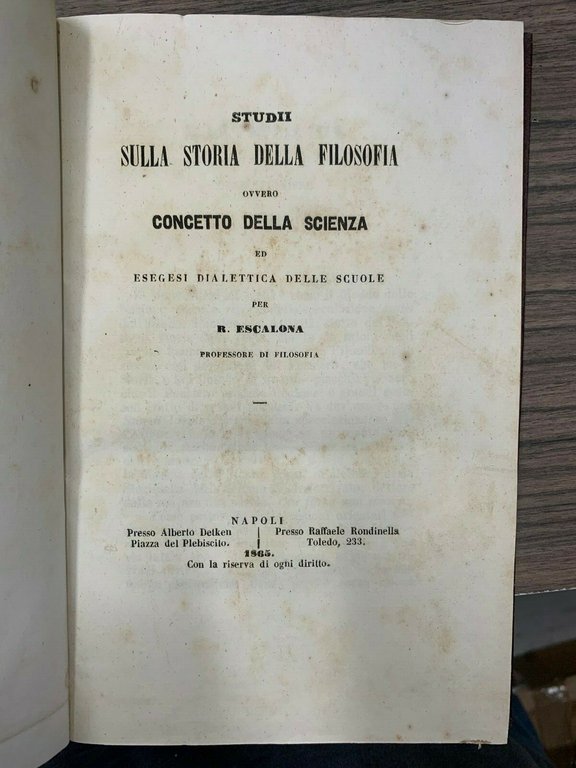 STUDII
SULLA STORIA DELLA FILOSOFIA
OVVERO
CONCETTO DELLA SCIENZA
ED
ESEGESI DIALETTICA DELLE SCUOLE
PER
R. ESCALONA
PROFESSORE DI FILOSOFIA
NAPOLI
Presso Alberto Detken
Piazza del Plebiscito.
Presso Raffaele Rondinella
Toledo, 233.
1865.
Con la riserva di ogni diritto.